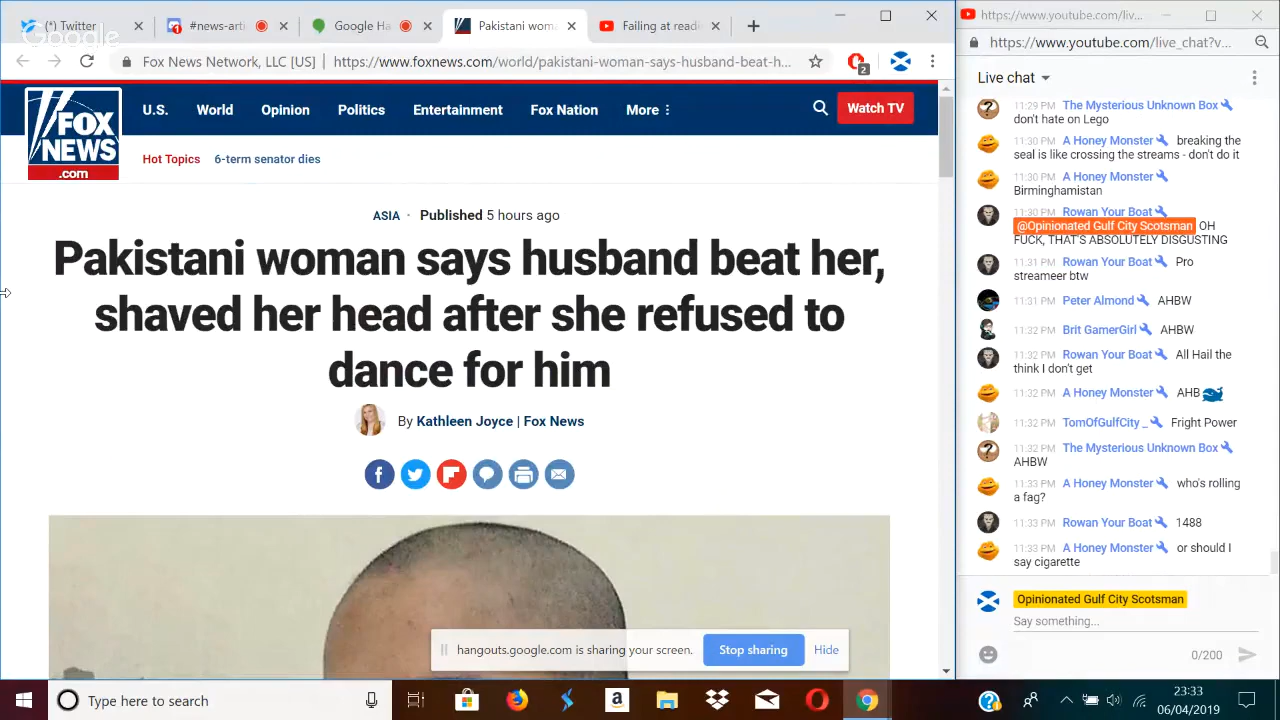 (*) Twitter
#news-arti
Google Ha
Pakistani woma
Failing at read
Google
Fox News Network, LLC [US] | https://www.foxnews.com/world/pakistani-woman-says-husband-beat-h...
2
FOX
NEWS
.com
U.S.
World
Opinion
Politics
Entertainment
Fox Nation
More
Watch TV
Hot Topics
6-term senator dies
ASIA · Published 5 hours ago
Pakistani woman says husband beat her,
shaved her head after she refused to
dance for him
By Kathleen Joyce | Fox News
hangouts.google.com is sharing your screen.
Stop sharing
Hide
https://www.youtube.com/liv...
https://www.youtube.com/live_chat?v...
Live chat
11:29 PM The Mysterious Unknown Box
don't hate on Lego
11:30 PM A Honey Monster breaking the
seal is like crossing the streams - don't do it
11:30 PM A Honey Monster
Birminghamistan
11:30 PM Rowan Your Boat
@Opinionated Gulf City Scotsman OH
FUCK, THAT'S ABSOLUTELY DISGUSTING
11:31 PM Rowan Your Boat Pro
streameer btw
11:31 PM Peter Almond AHBW
11:32 PM Brit GamerGirl AHBW
11:32 PM Rowan Your Boat All Hail the
think I don't get
11:32 PM A Honey Monster AHB
11:32 PM TomOfGulfCity _ Fright Power
11:32 PM The Mysterious Unknown Box
AHBW
11:33 PM A Honey Monster who's rolling
a fag?
11:33 PM Rowan Your Boat 1488
11:33 PM A Honey Monster or should I
say cigarette
Opinionated Gulf City Scotsman
Say something...
0/200
Type here to search
23:33
06/04/2019